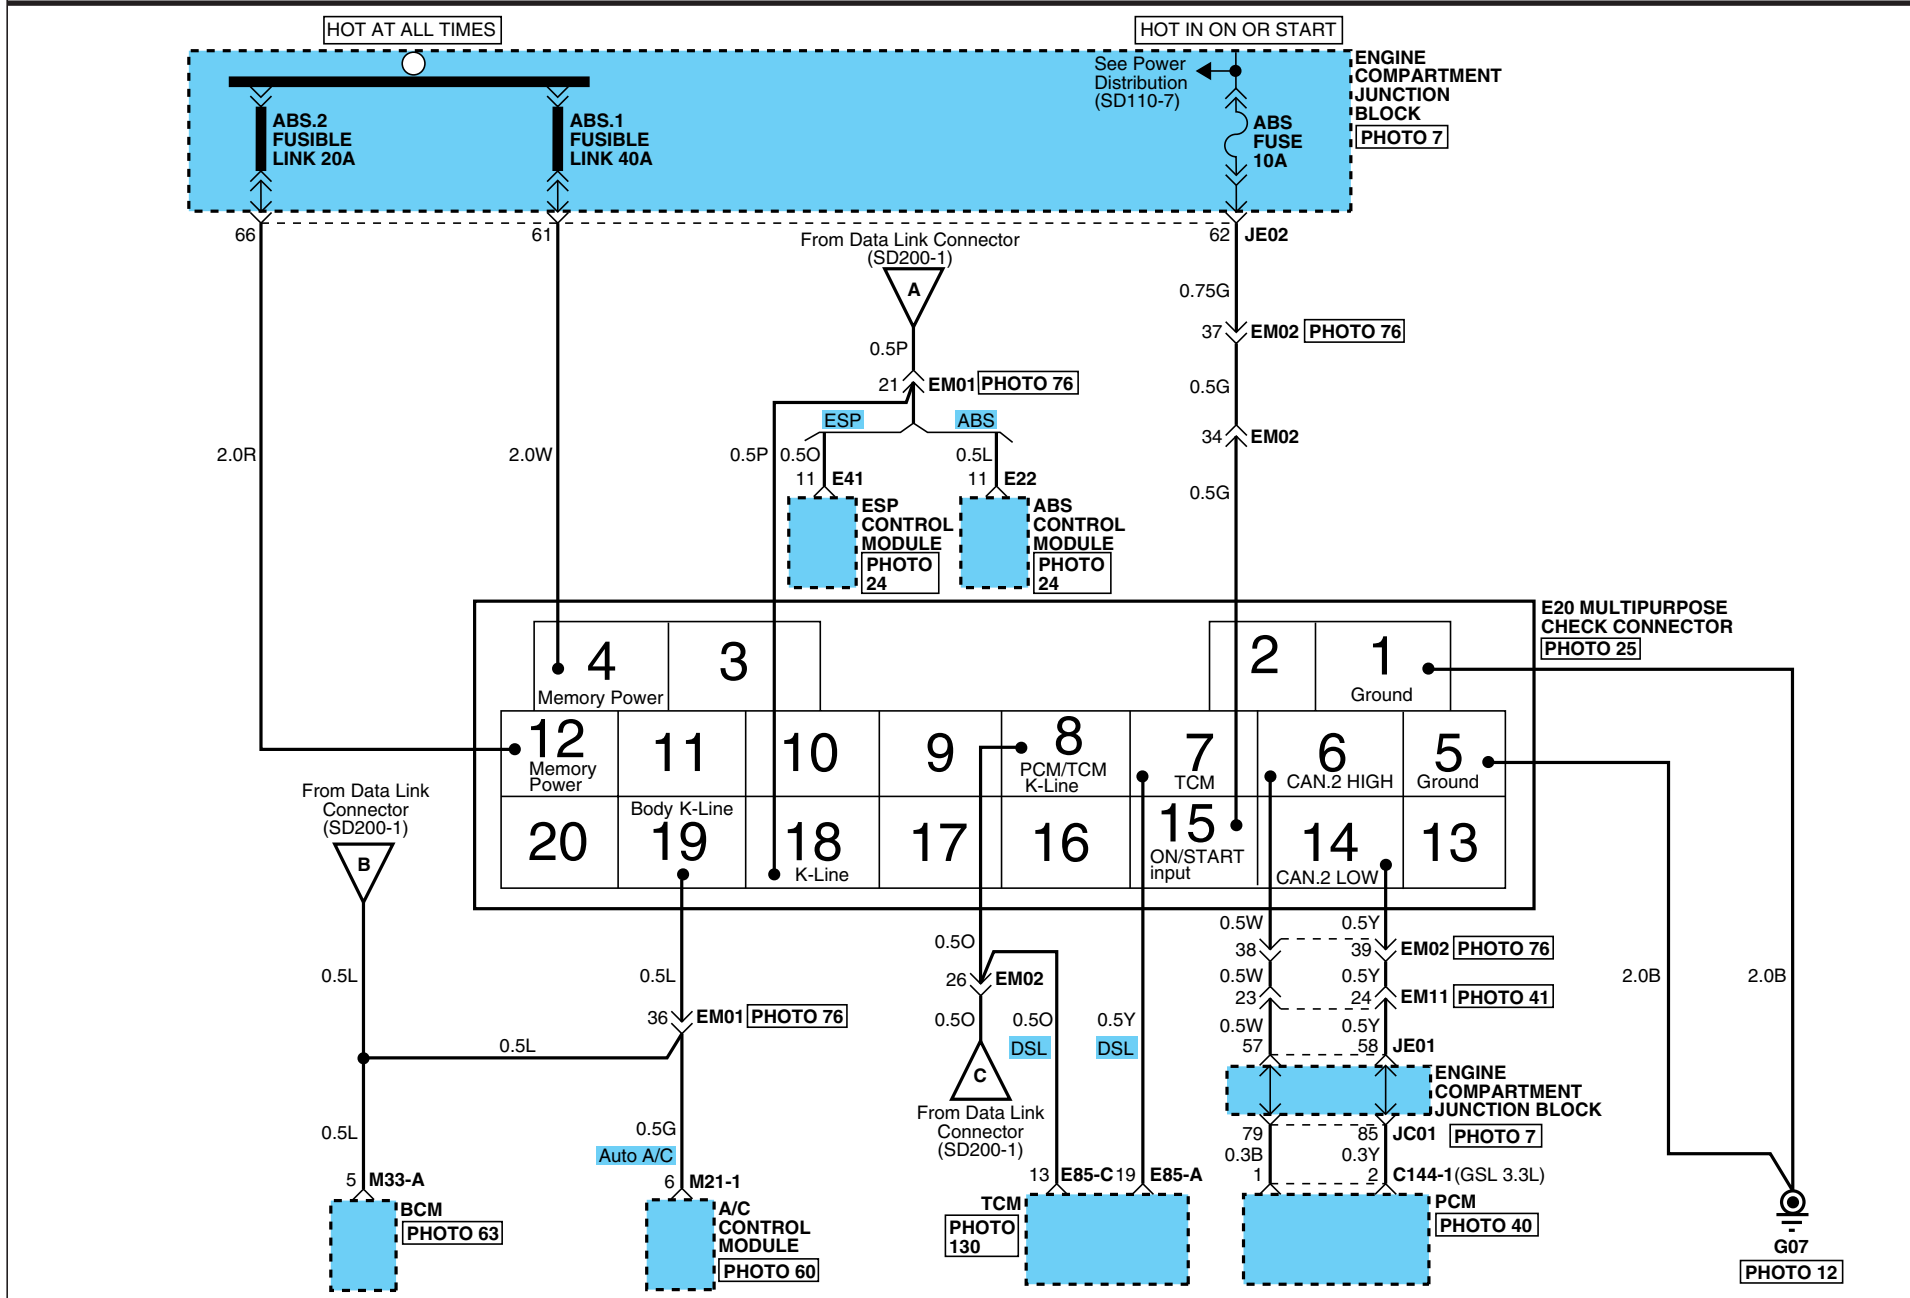 HOT AT ALL TIMES
HOT IN ON OR START
See Power
Distribution
(SD110-7)
ENGINE
COMPARTMENT
JUNCTION
BLOCK
PHOTO 7
ABS.2
FUSIBLE
LINK 20A
ABS.1
FUSIBLE
LINK 40A
ABS
FUSE
10A
66
61
62 JE02
From Data Link Connector
(SD200-1)
A
0.75G
37 EM02 PHOTO 76
0.5P
21 EM01 PHOTO 76
0.5G
ESP
ABS
34 EM02
2.0R
2.0W
0.5P
0.5O
0.5L
11 E41
11 E22
0.5G
ESP
CONTROL
MODULE
PHOTO
24
ABS
CONTROL
MODULE
PHOTO
24
E20 MULTIPURPOSE
CHECK CONNECTOR
PHOTO 25
4
Memory Power
3
2
1
Ground
12
Memory
Power
11
10
9
8
PCM/TCM
K-Line
7
TCM
6
CAN.2 HIGH
5
Ground
20
Body K-Line
19
18
K-Line
17
16
15
ON/START
input
14
CAN.2 LOW
13
From Data Link
Connector
(SD200-1)
B
0.5L
0.5L
36 EM01 PHOTO 76
0.5L
0.5L
0.5G
Auto A/C
5 M33-A
BCM
PHOTO 63
6 M21-1
A/C
CONTROL
MODULE
PHOTO 60
0.5O
26 EM02
0.5O
0.5O
0.5Y
DSL
DSL
C
From Data Link
Connector
(SD200-1)
13 E85-C
19 E85-A
TCM
PHOTO
130
0.5W
0.5Y
38
39 EM02 PHOTO 76
0.5W
0.5Y
23
24 EM11 PHOTO 41
0.5W
0.5Y
57
58 JE01
ENGINE
COMPARTMENT
JUNCTION BLOCK
79
85 JC01 PHOTO 7
0.3B
0.3Y
1
2 C144-1(GSL 3.3L)
PCM
PHOTO 40
2.0B
2.0B
G07
PHOTO 12